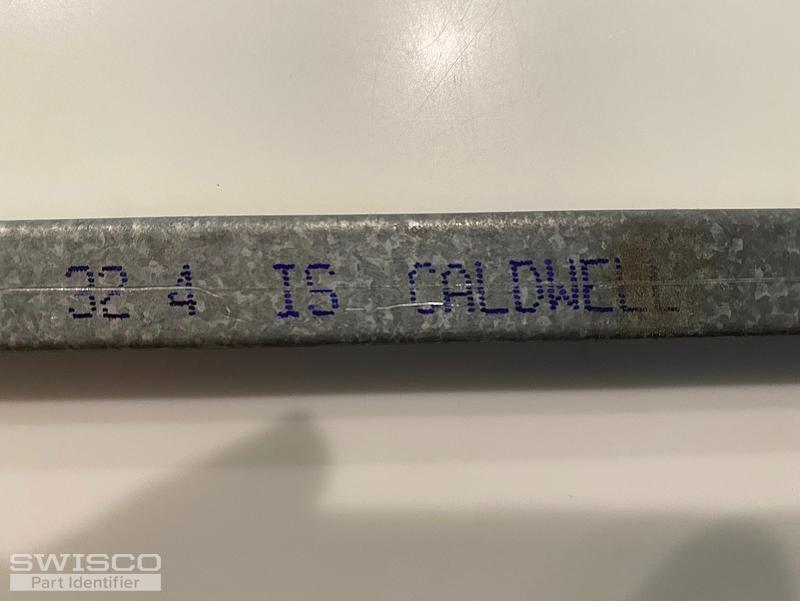 32 4 IS CALDWELL
SWISCO
Part Identifier